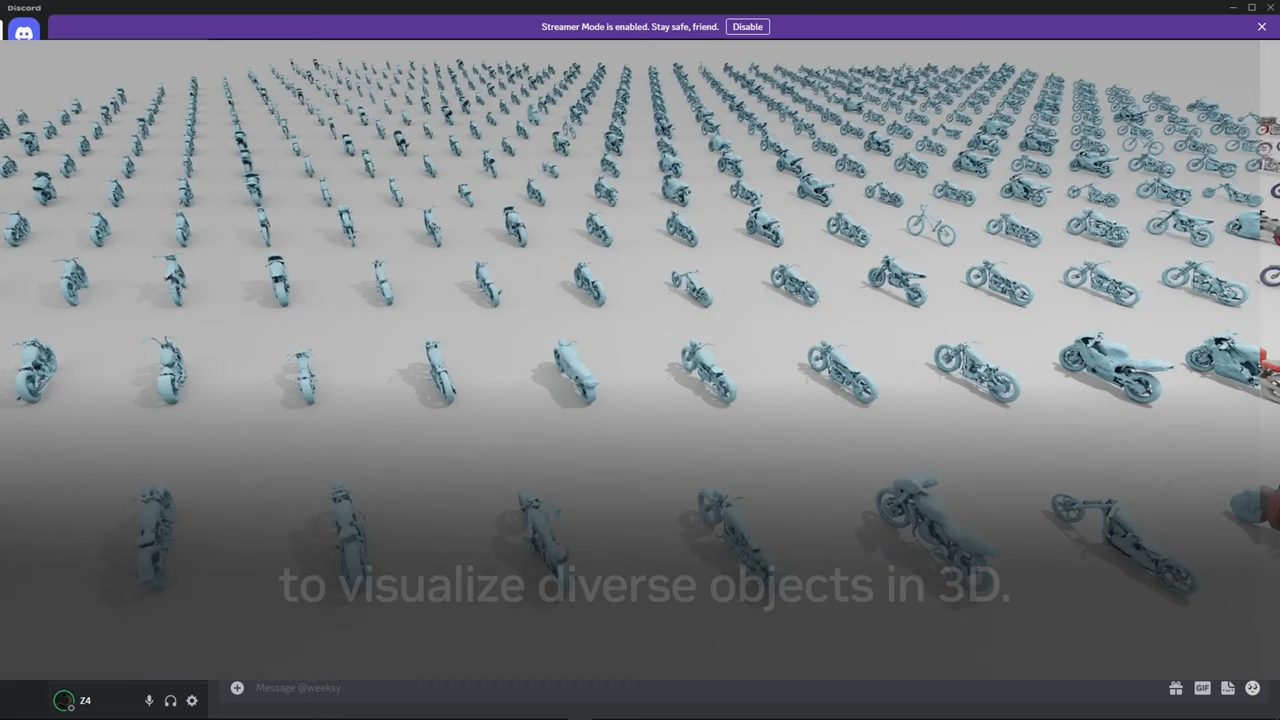 Discord
Streamer Mode is enabled. Stay safe, friend. Disable
to visualize diverse objects in 3D.
Z4
Message @weeksy
GIF